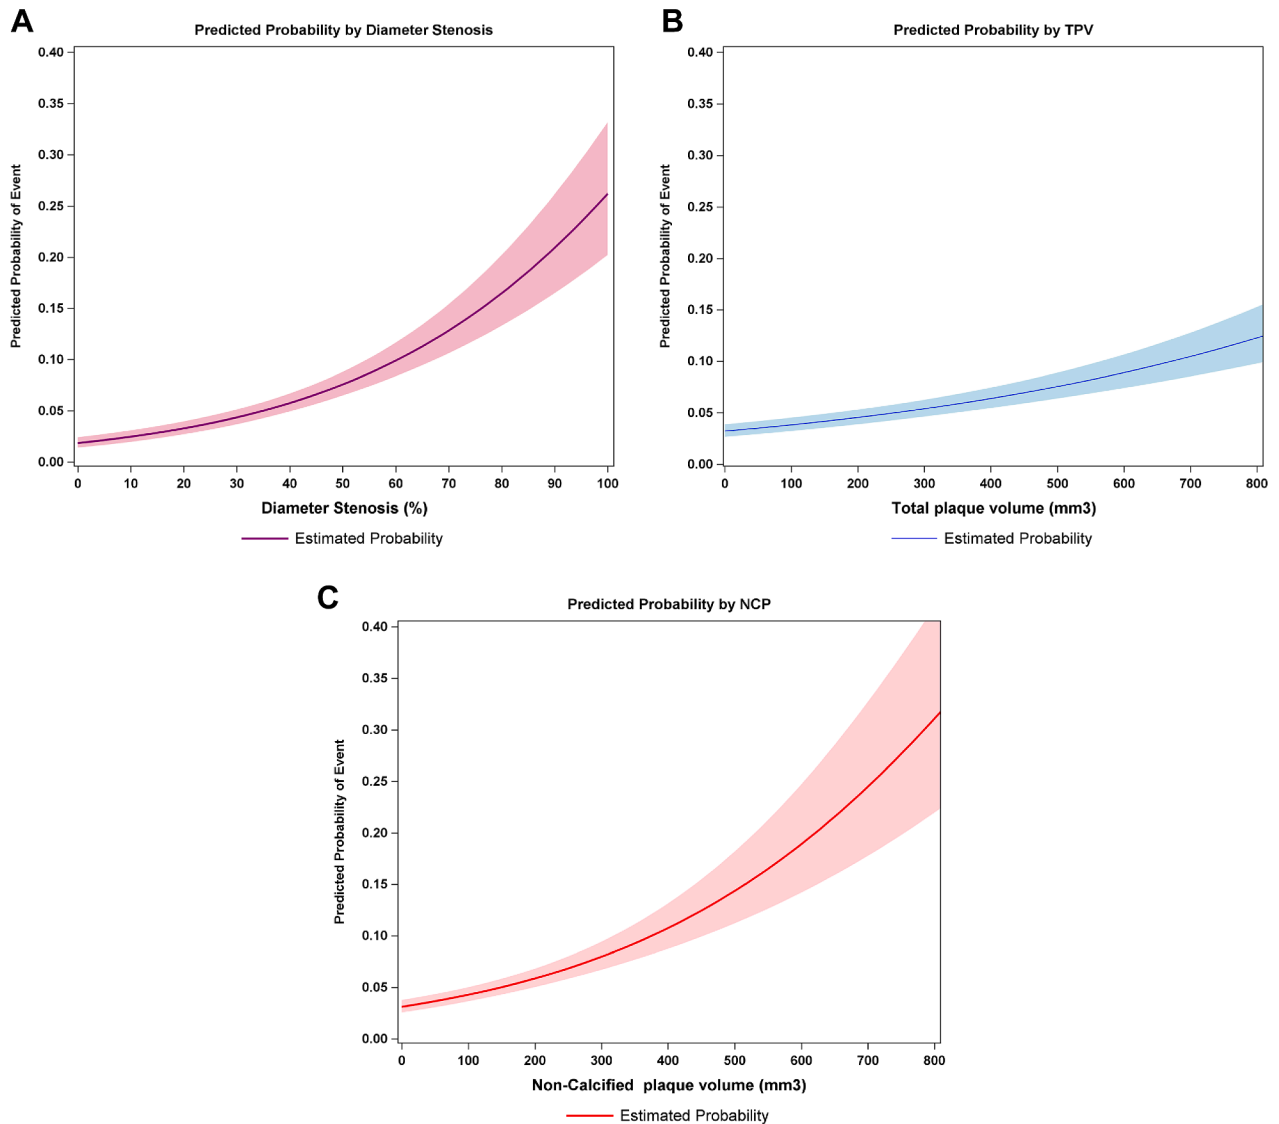 A
Predicted Probability by Diameter Stenosis
Predicted Probability of Event
0.40
0.35
0.30
0.25
0.20
0.15
0.10
0.05
0.00
0 10 20 30 40 50 60 70 80 90 100
Diameter Stenosis (%)
Estimated Probability
B
Predicted Probability by TPV
Predicted Probability of Event
0.40
0.35
0.30
0.25
0.20
0.15
0.10
0.05
0.00
0 100 200 300 400 500 600 700 800
Total plaque volume (mm3)
Estimated Probability
C
Predicted Probability by NCP
Predicted Probability of Event
0.40
0.35
0.30
0.25
0.20
0.15
0.10
0.05
0.00
0 100 200 300 400 500 600 700 800
Non-Calcified plaque volume (mm3)
Estimated Probability